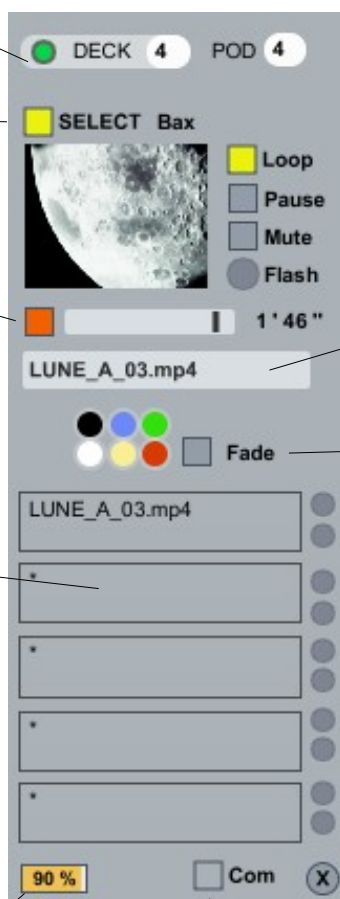 DECK 4 POD 4
SELECT Bax
Loop
Pause
Mute
Flash
1 ' 46 "
LUNE_A_03.mp4
Fade
LUNE_A_03.mp4
*
*
*
*
90 % Com X